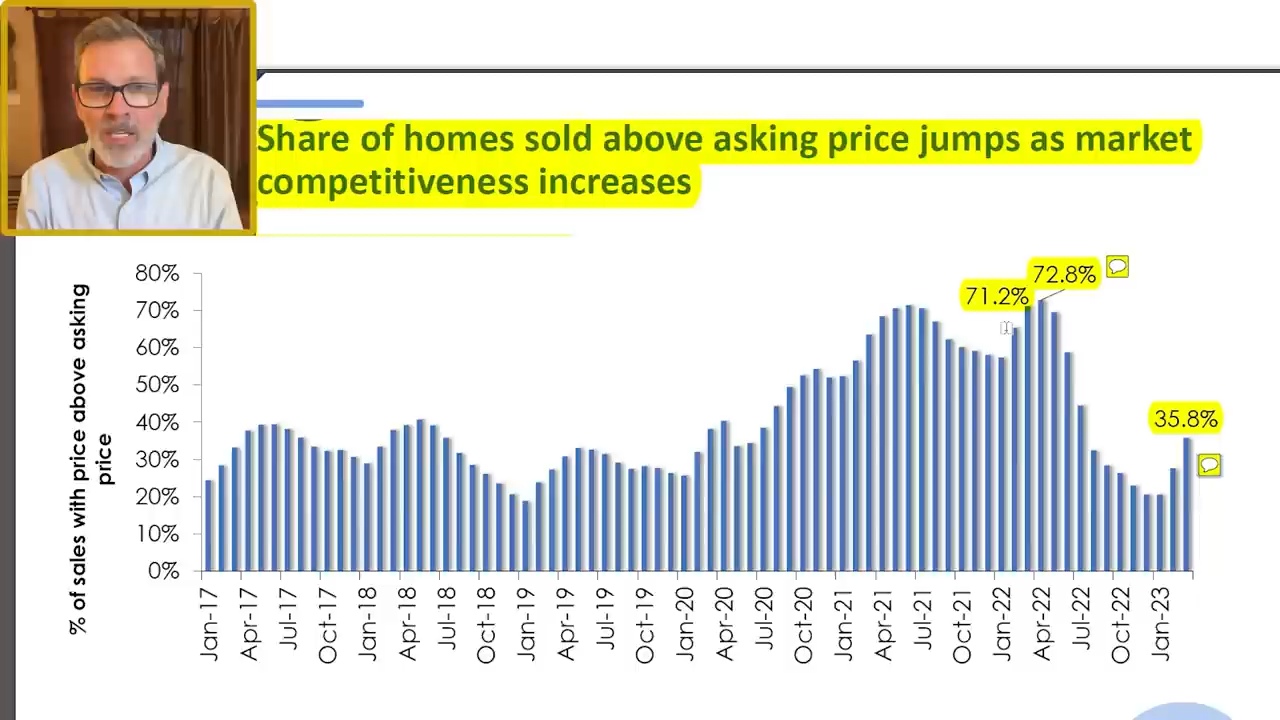 Share of homes sold above asking price jumps as market
competitiveness increases
% of sales with price above asking
price
80%
70%
60%
50%
40%
30%
20%
10%
0%
71.2%
72.8%
35.8%
Jan-17
Apr-17
Jul-17
Oct-17
Jan-18
Apr-18
Jul-18
Oct-18
Jan-19
Apr-19
Jul-19
Oct-19
Jan-20
Apr-20
Jul-20
Oct-20
Jan-21
Apr-21
Jul-21
Oct-21
Jan-22
Apr-22
Jul-22
Oct-22
Jan-23